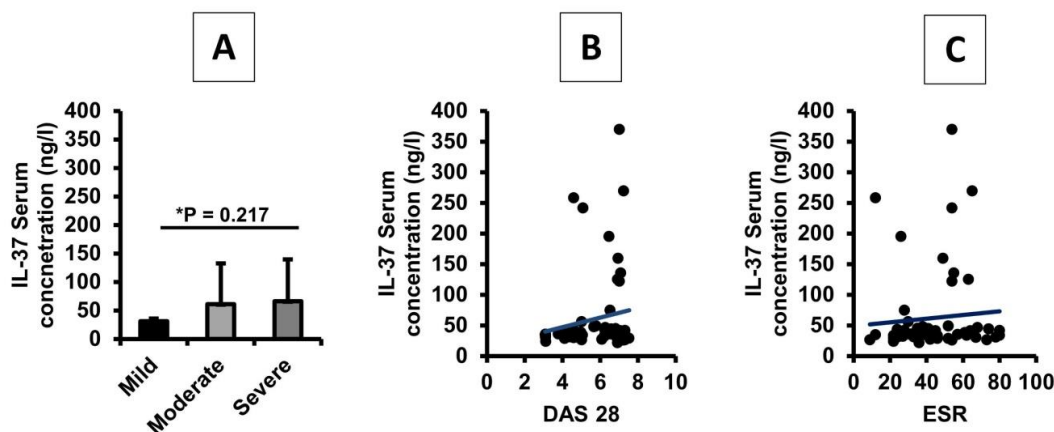 A
IL-37 Serum
concnetration (ng/l)
400
350
300
250
200
150
100
50
0
*P = 0.217
Mild
Moderate
Severe
B
IL-37 Serum
concentration (ng/l)
400
350
300
250
200
150
100
50
0
0 2 4 6 8 10
DAS 28
C
IL-37 Serum
concentration (ng/l)
400
350
300
250
200
150
100
50
0
0 20 40 60 80 100
ESR